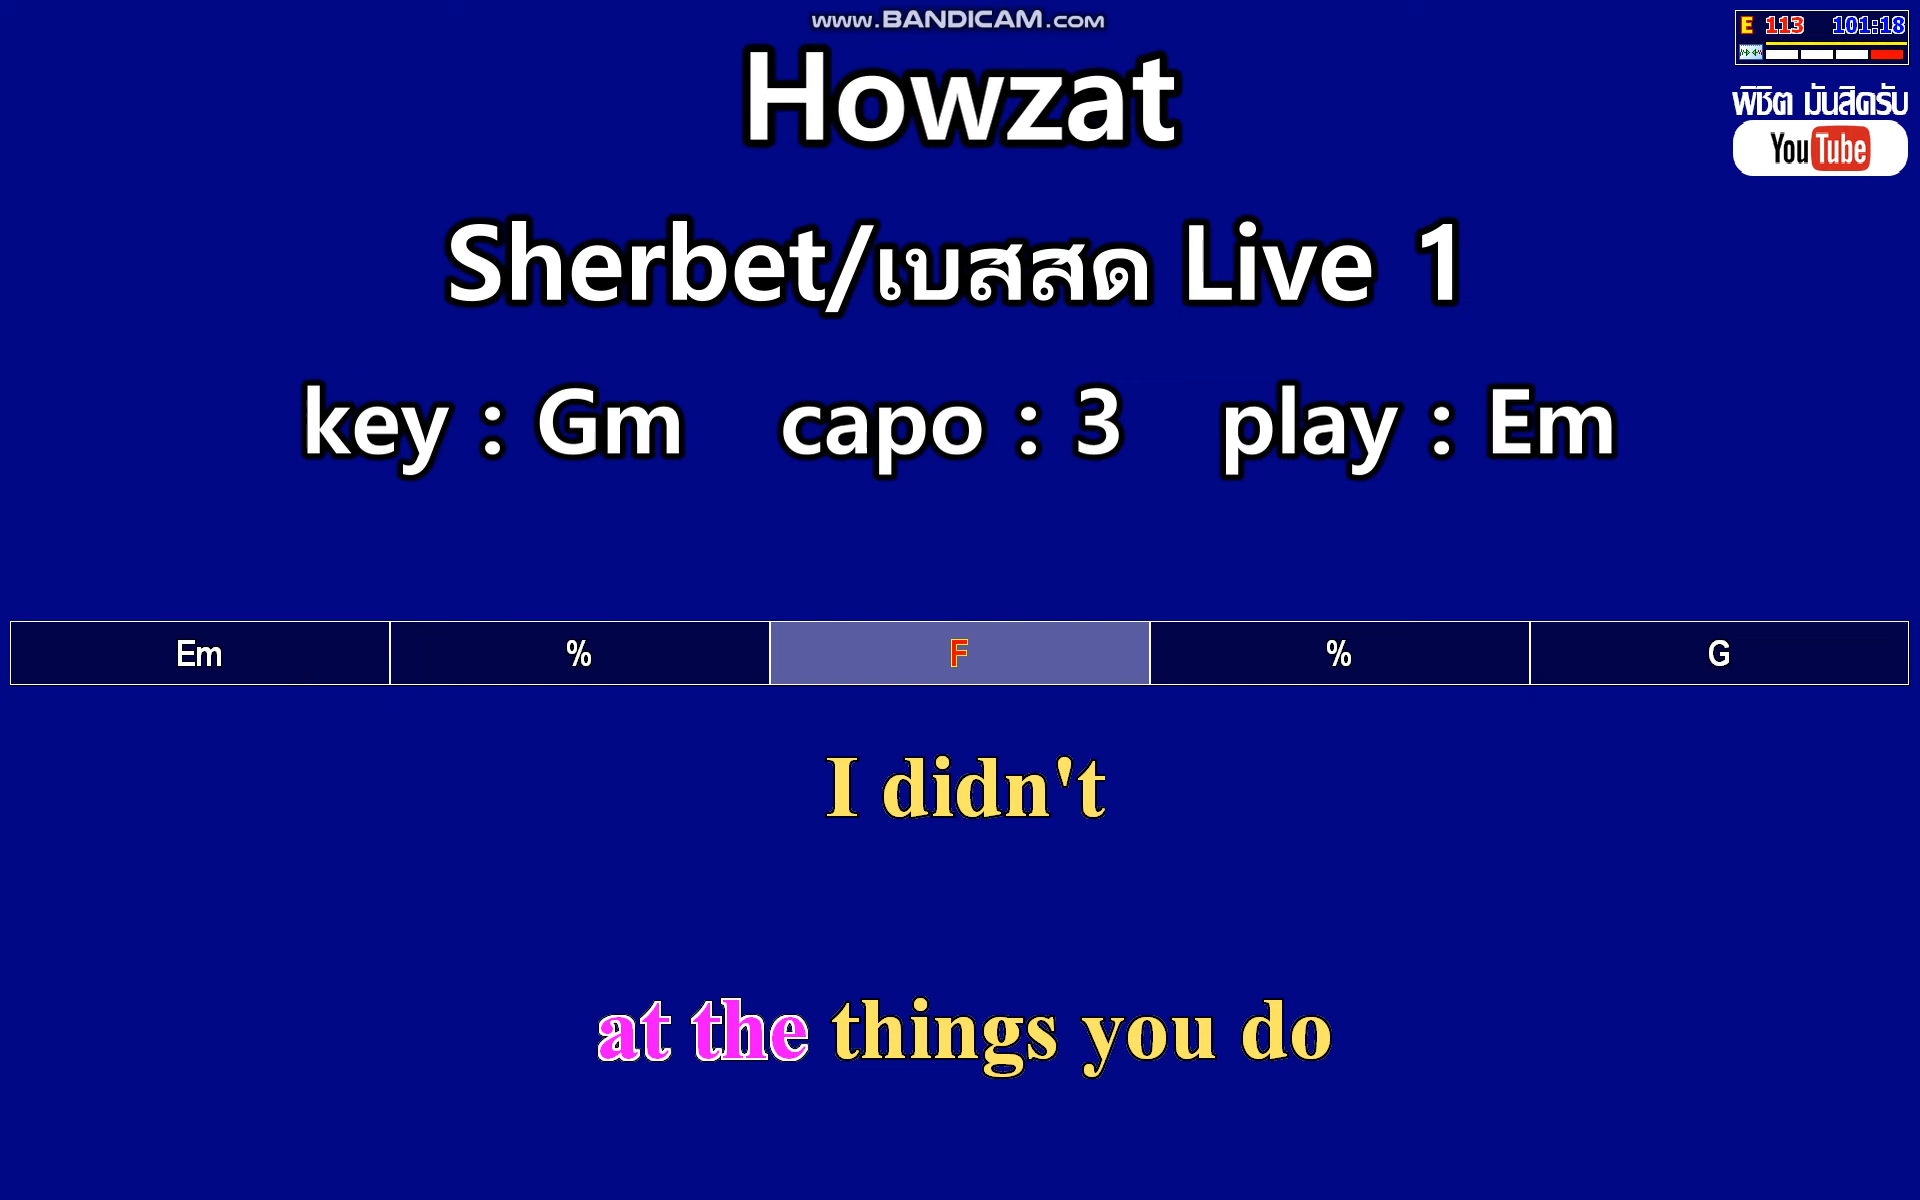 www.BANDICAM.com
E 113 101:18
Howzat
พิชิต มันสิครับ
YouTube
Sherbet/เบสสด Live 1
key : Gm capo : 3 play : Em
Em % F % G
I didn't
at the things you do